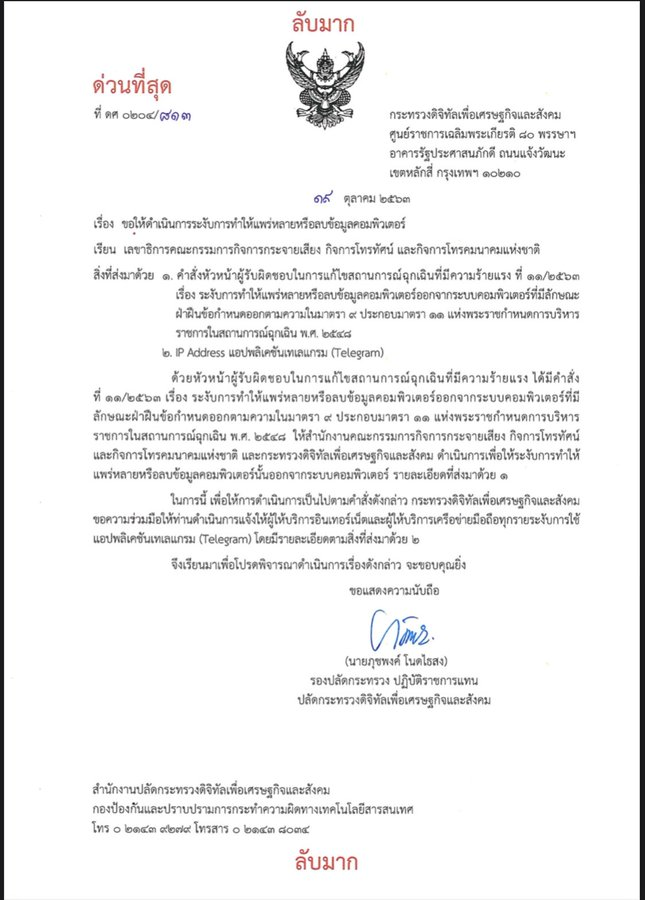 ลับมาก
ด่วนที่สุด
ที่ ดศ ๐๒๐๔/๘๑๓
กระทรวงดิจิทัลเพื่อเศรษฐกิจและสังคม
ศูนย์ราชการเฉลิมพระเกียรติ ๘๐ พรรษาฯ
อาคารรัฐประศาสนภักดี ถนนแจ้งวัฒนะ
เขตหลักสี่ กรุงเทพฯ ๑๐๒๑๐
๑๙ ตุลาคม ๒๕๖๓
เรื่อง ขอให้ดำเนินการระงับการทำให้แพร่หลายหรือลบข้อมูลคอมพิวเตอร์
เรียน เลขาธิการคณะกรรมการกิจการกระจายเสียง กิจการโทรทัศน์ และกิจการโทรคมนาคมแห่งชาติ
สิ่งที่ส่งมาด้วย ๑. คำสั่งหัวหน้าผู้รับผิดชอบในการแก้ไขสถานการณ์ฉุกเฉินที่มีความร้ายแรง ที่ ๑๑/๒๕๖๓
เรื่อง ระงับการทำให้แพร่หลายหรือลบข้อมูลคอมพิวเตอร์ออกจากระบบคอมพิวเตอร์ที่มีลักษณะ
ฝ่าฝืนข้อกำหนดออกตามความในมาตรา ๙ ประกอบมาตรา ๑๑ แห่งพระราชกำหนดการบริหาร
ราชการในสถานการณ์ฉุกเฉิน พ.ศ. ๒๕๔๘
๒. IP Address แอปพลิเคชันเทเลแกรม (Telegram)
ด้วยหัวหน้าผู้รับผิดชอบในการแก้ไขสถานการณ์ฉุกเฉินที่มีความร้ายแรง ได้มีคำสั่ง
ที่ ๑๑/๒๕๖๓ เรื่อง ระงับการทำให้แพร่หลายหรือลบข้อมูลคอมพิวเตอร์ออกจากระบบคอมพิวเตอร์ที่มี
ลักษณะฝ่าฝืนข้อกำหนดออกตามความในมาตรา ๙ ประกอบมาตรา ๑๑ แห่งพระราชกำหนดการบริหาร
ราชการในสถานการณ์ฉุกเฉิน พ.ศ. ๒๕๔๘ ให้สำนักงานคณะกรรมการกิจการกระจายเสียง กิจการโทรทัศน์
และกิจการโทรคมนาคมแห่งชาติ และกระทรวงดิจิทัลเพื่อเศรษฐกิจและสังคม ดำเนินการเพื่อให้ระงับการทำให้
แพร่หลายหรือลบข้อมูลคอมพิวเตอร์นั้นออกจากระบบคอมพิวเตอร์ รายละเอียดที่ส่งมาด้วย ๑
ในการนี้ เพื่อให้การดำเนินการเป็นไปตามคำสั่งดังกล่าว กระทรวงดิจิทัลเพื่อเศรษฐกิจและสังคม
ขอความร่วมมือให้ท่านดำเนินการแจ้งให้ผู้ให้บริการอินเทอร์เน็ตและผู้ให้บริการเครือข่ายมือถือทุกรายระงับการใช้
แอปพลิเคชันเทเลแกรม (Telegram) โดยมีรายละเอียดตามสิ่งที่ส่งมาด้วย ๒
จึงเรียนมาเพื่อโปรดพิจารณาดำเนินการเรื่องดังกล่าว จะขอบคุณยิ่ง
ขอแสดงความนับถือ
(นายภุชพงค์ โนดไธสง)
รองปลัดกระทรวง ปฏิบัติราชการแทน
ปลัดกระทรวงดิจิทัลเพื่อเศรษฐกิจและสังคม
สำนักงานปลัดกระทรวงดิจิทัลเพื่อเศรษฐกิจและสังคม
กองป้องกันและปราบปรามการกระทำความผิดทางเทคโนโลยีสารสนเทศ
โทร ๐ ๒๑๔๓ ๙๒๗๙ โทรสาร ๐ ๒๑๔๓ ๘๐๓๔
ลับมาก